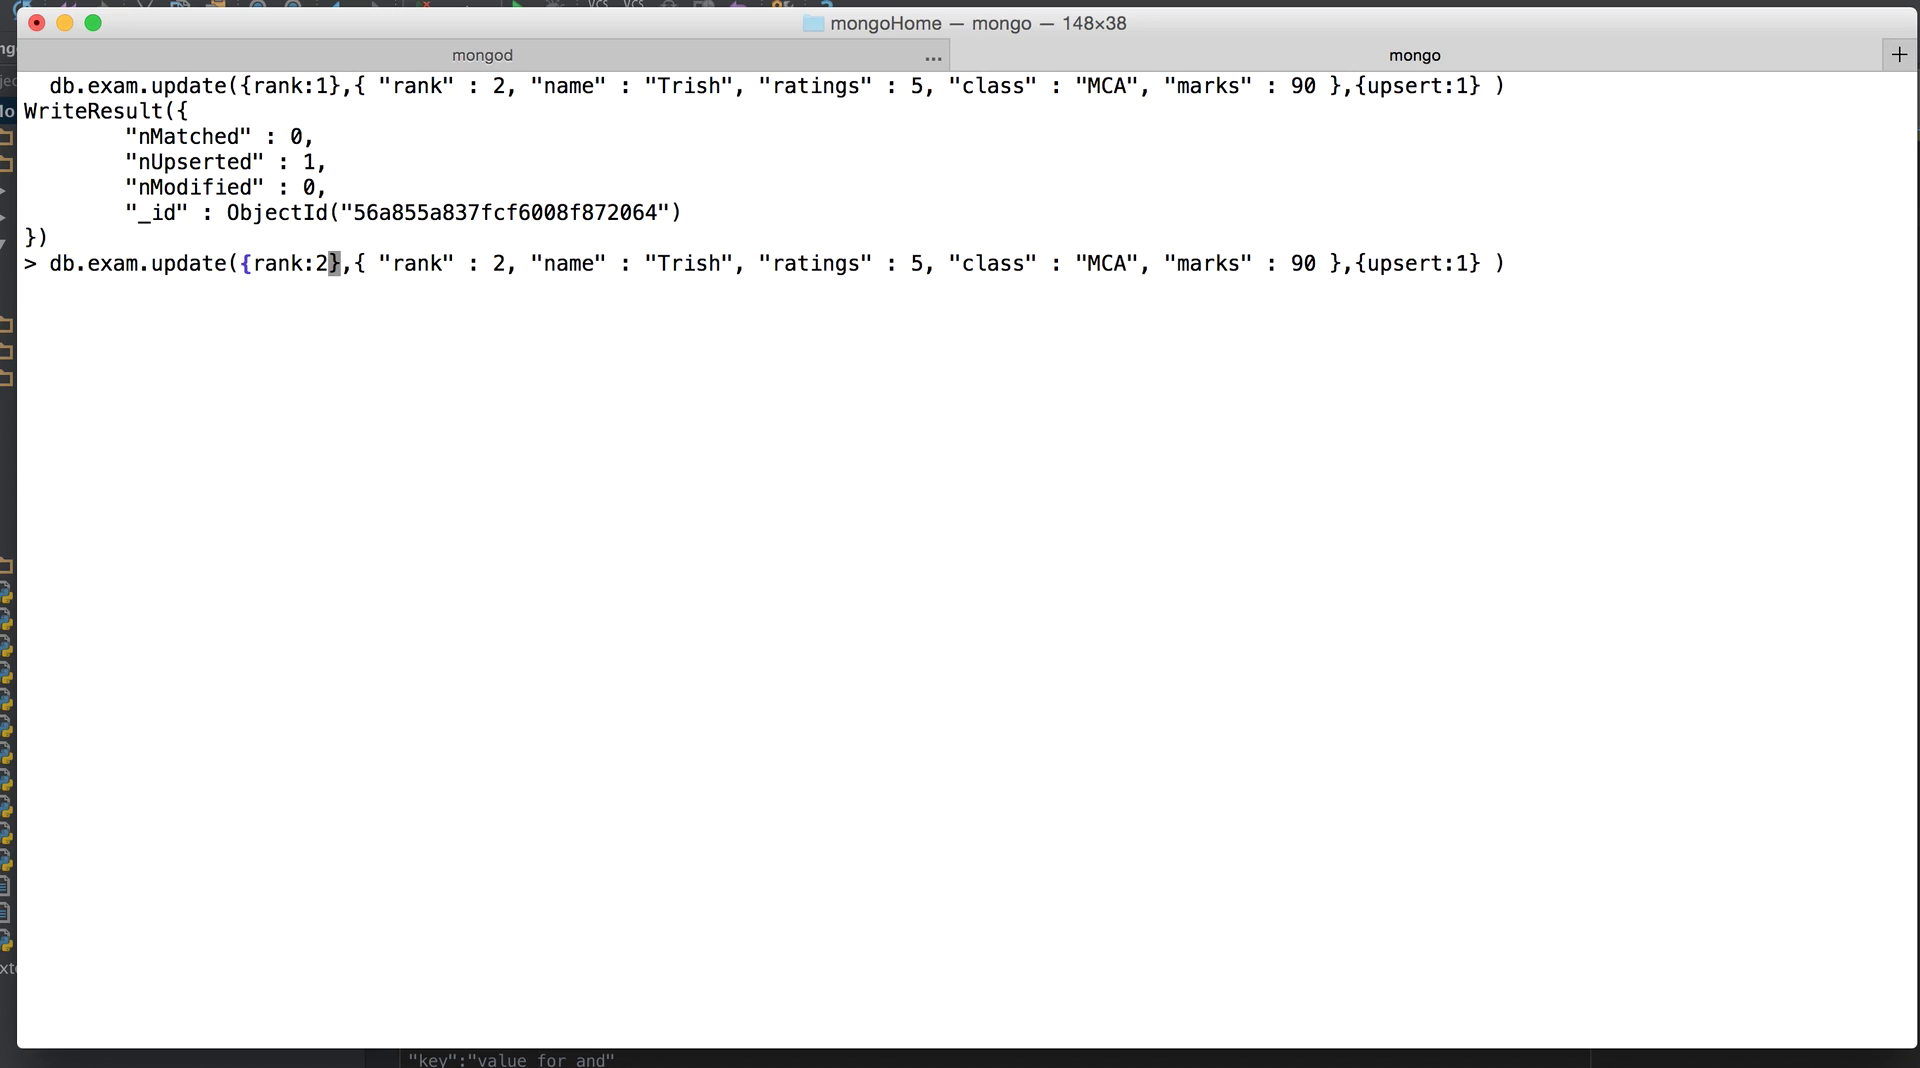 VCS VCS
mongoHome — mongo — 148×38
mongod ...
mongo +
db.exam.update({rank:1},{ "rank" : 2, "name" : "Trish", "ratings" : 5, "class" : "MCA", "marks" : 90 },{upsert:1} )
WriteResult({
"nMatched" : 0,
"nUpserted" : 1,
"nModified" : 0,
"_id" : ObjectId("56a855a837fcf6008f872064")
})
> db.exam.update({rank:2},{ "rank" : 2, "name" : "Trish", "ratings" : 5, "class" : "MCA", "marks" : 90 },{upsert:1} )
"key":"value for and"